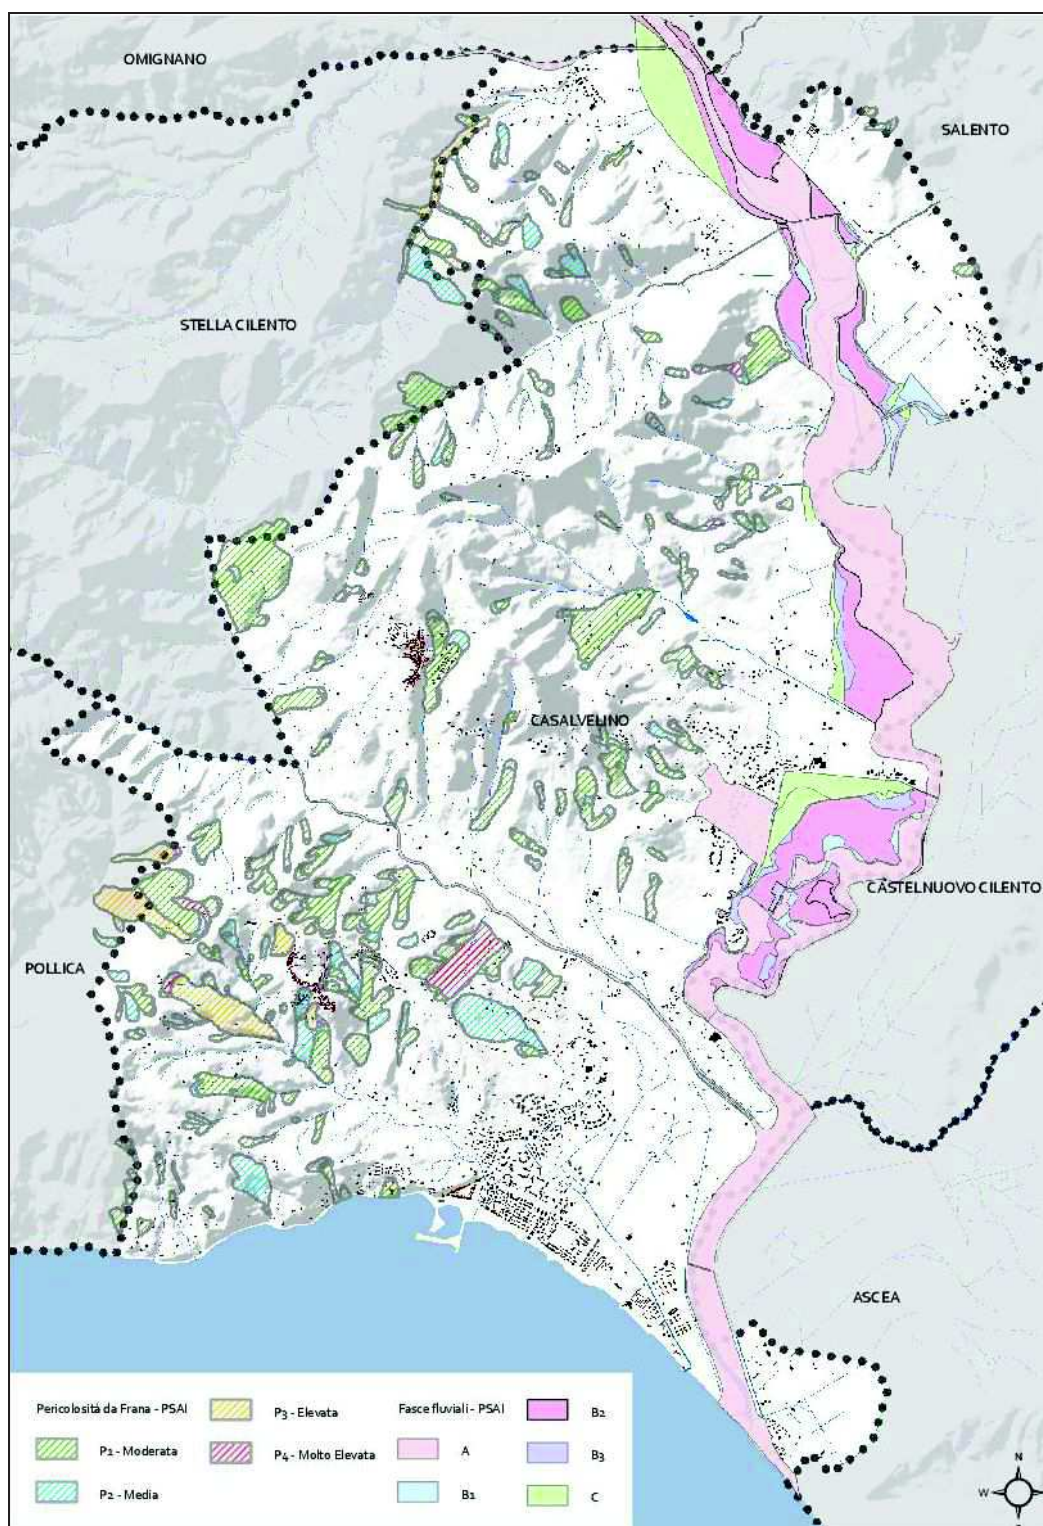 OMIGNANO
SALENTO
STELLA CILENTO
CASALVELINO
CASTELNUOVO CILENTO
POLLICA
ASCEA
Pericolosità da Frana - PSAI
P1 - Moderata
P2 - Media
P3 - Elevata
P4 - Molto Elevata
Fasce fluviali - PSAI
A
B1
B2
B3
C
N
W